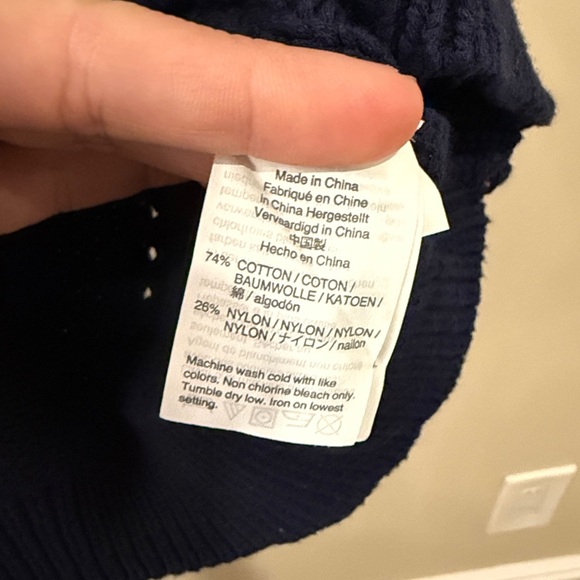 Made in China
Fabriqué en Chine
In China Hergestellt
Vervaardigd in China
中国製
Hecho en China
74% COTTON / COTON /
BAUMWOLLE / KATOEN /
綿 / algodón
26% NYLON / NYLON / NYLON /
NYLON / ナイロン / nailon
Machine wash cold with like
colors. Non chlorine bleach only.
Tumble dry low. Iron on lowest
setting.